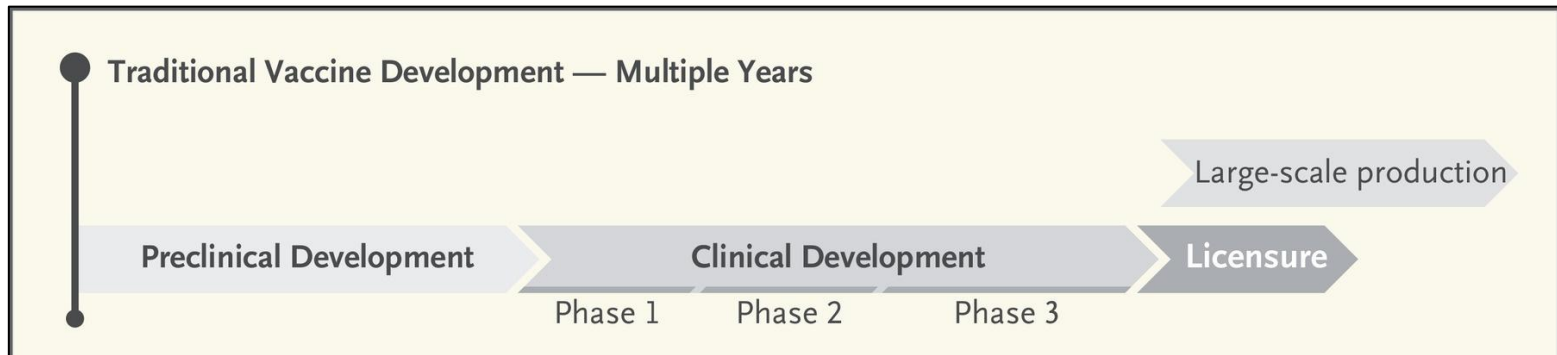 Traditional Vaccine Development — Multiple Years
Large-scale production
Preclinical Development
Clinical Development
Licensure
Phase 1
Phase 2
Phase 3